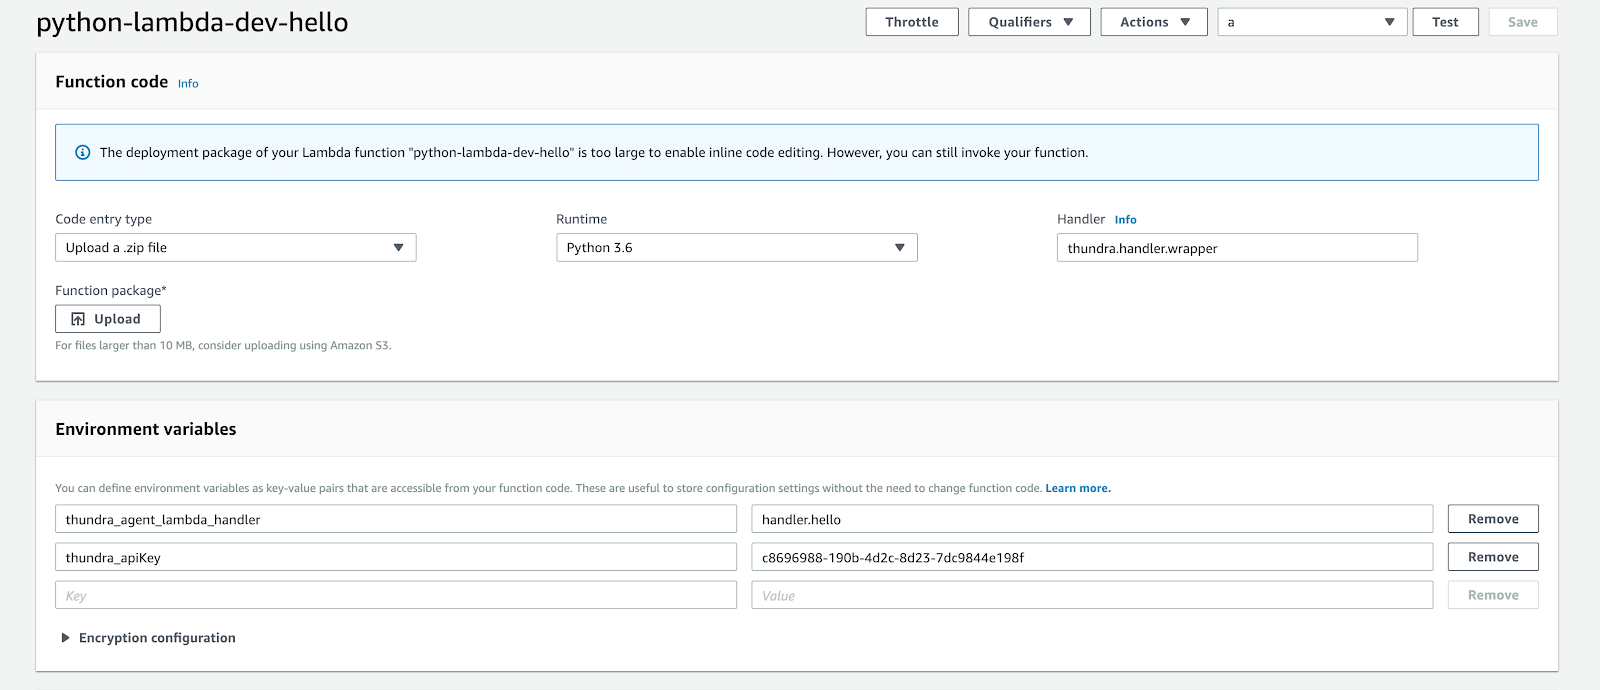 python-lambda-dev-hello
Throttle Qualifiers Actions a Test Save
Function code Info
The deployment package of your Lambda function "python-lambda-dev-hello" is too large to enable inline code editing. However, you can still invoke your function.
Code entry type Runtime Handler Info
Upload a .zip file Python 3.6 thundra.handler.wrapper
Function package*
Upload
For files larger than 10 MB, consider uploading using Amazon S3.
Environment variables
You can define environment variables as key-value pairs that are accessible from your function code. These are useful to store configuration settings without the need to change function code. Learn more.
thundra_agent_lambda_handler handler.hello Remove
thundra_apiKey c8696988-190b-4d2c-8d23-7dc9844e198f Remove
Key Value Remove
Encryption configuration